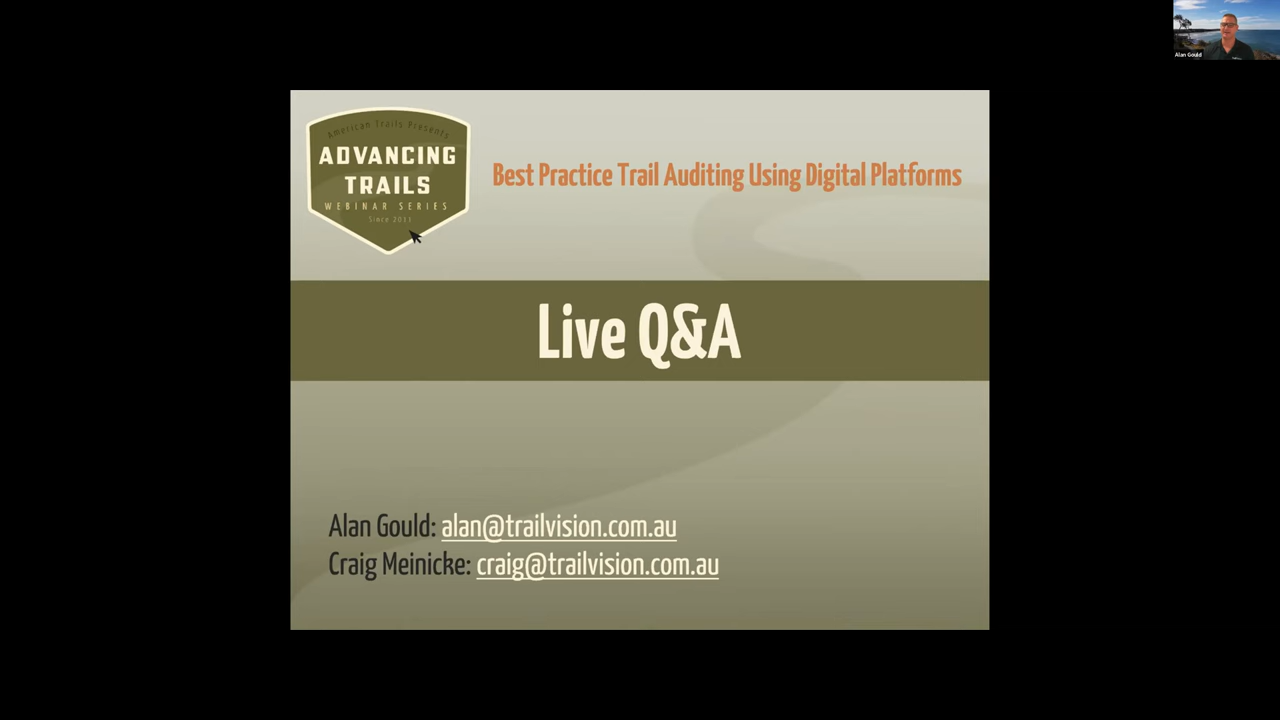 Alan Gould
American Trails Presents
ADVANCING
TRAILS
WEBINAR SERIES
Since 2011
Best Practice Trail Auditing Using Digital Platforms
Live Q&A
Alan Gould: alan@trailvision.com.au
Craig Meinicke: craig@trailvision.com.au